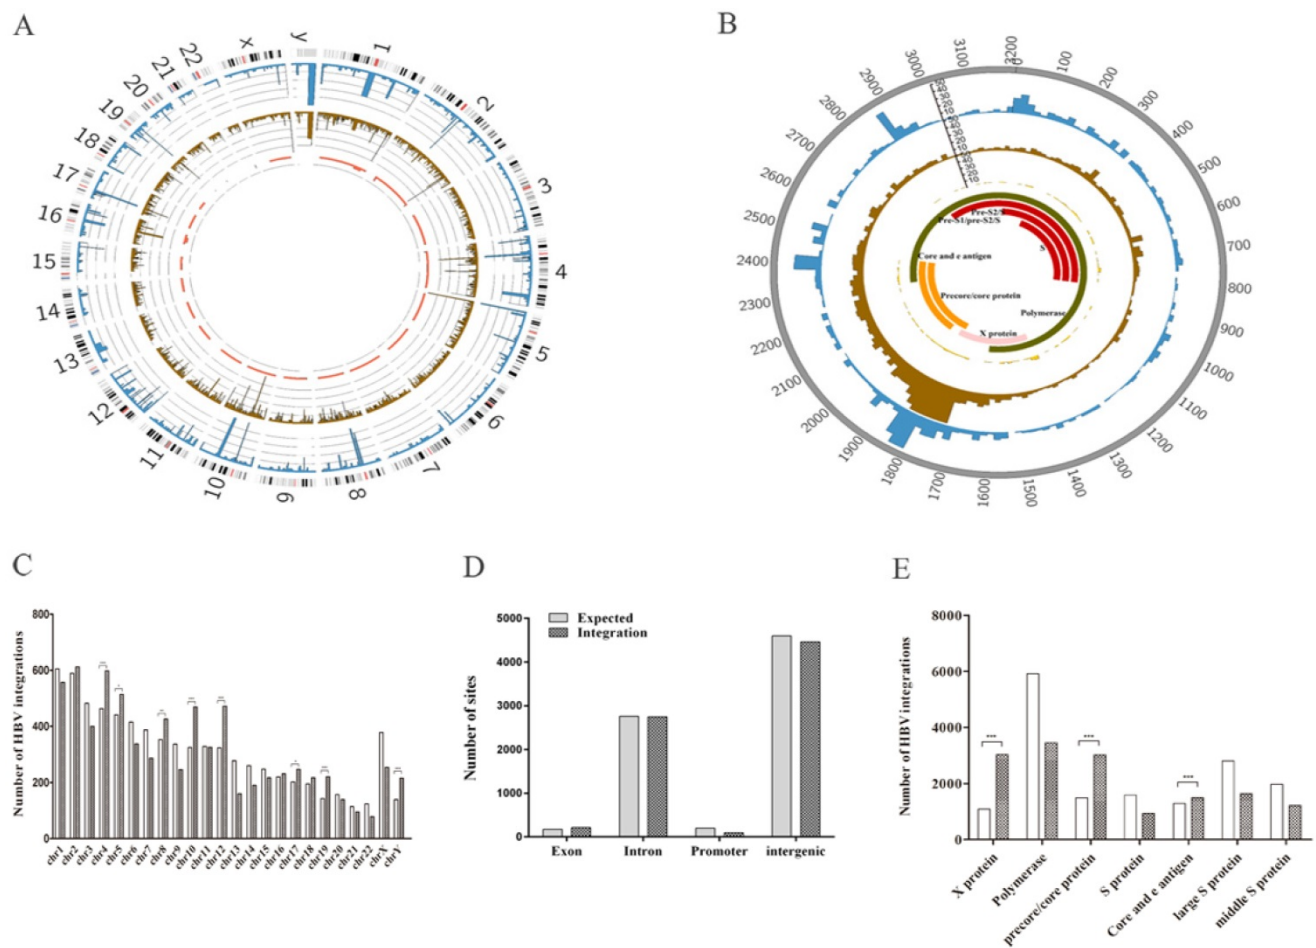 A
1
2
3
4
5
6
7
8
9
10
11
12
13
14
15
16
17
18
19
20
21
22
x
y
B
3200
100
200
300
400
500
600
700
800
900
1000
1100
1200
1300
1400
1500
1600
1700
1800
1900
2000
2100
2200
2300
2400
2500
2600
2700
2800
2900
3000
3100
Pre-S2/S
Pre-S1/pre-S2/S
S
Core and e antigen
Precore/core protein
Polymerase
X protein
C
Number of HBV integrations
800
600
400
200
0
chr1
chr2
chr3
chr4
chr5
chr6
chr7
chr8
chr9
chr10
chr11
chr12
chr13
chr14
chr15
chr16
chr17
chr18
chr19
chr20
chr21
chr22
chrX
chrY
D
Number of sites
5000
4000
3000
2000
1000
0
Expected
Integration
Exon
Intron
Promoter
intergenic
E
Number of HBV integrations
8000
6000
4000
2000
0
***
***
***
X protein
Polymerase
precore/core protein
S protein
Core and e antigen
large S protein
middle S protein